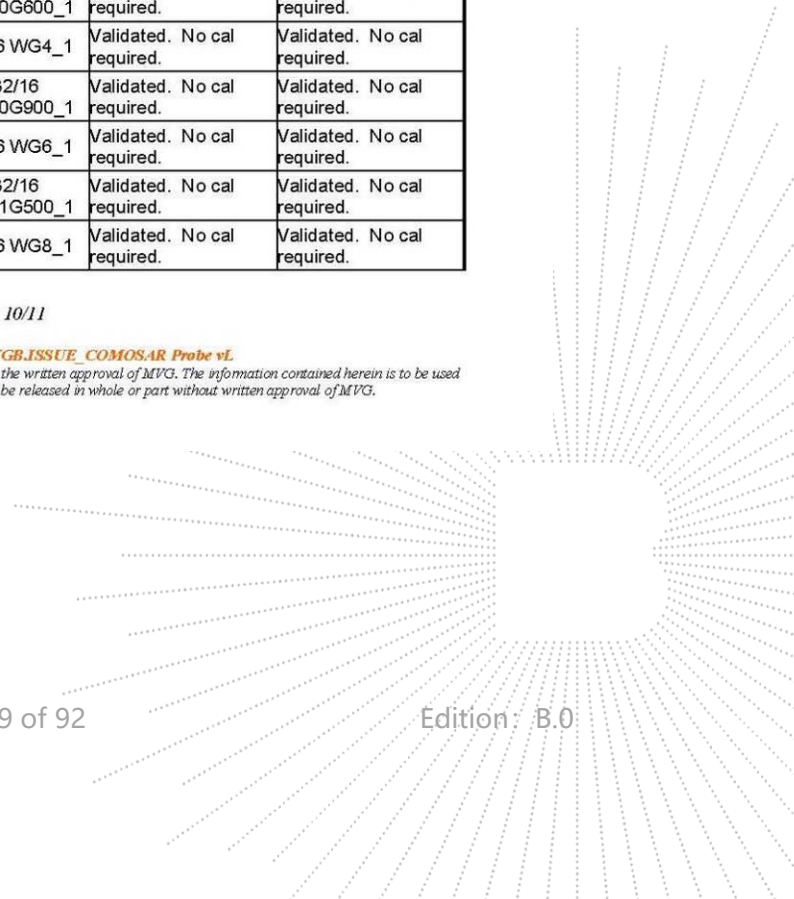 0G600_1 required. required.
6 WG4_1 Validated. No cal required. Validated. No cal required.
32/16
0G900_1 Validated. No cal required. Validated. No cal required.
6 WG6_1 Validated. No cal required. Validated. No cal required.
32/16
1G500_1 Validated. No cal required. Validated. No cal required.
6 WG8_1 Validated. No cal required. Validated. No cal required.
10/11
GB.ISSUE_COMOSAR Probe vL
the written approval of MVG. The information contained herein is to be used
be released in whole or part without written approval of MVG.
9 of 92 Edition: B.0